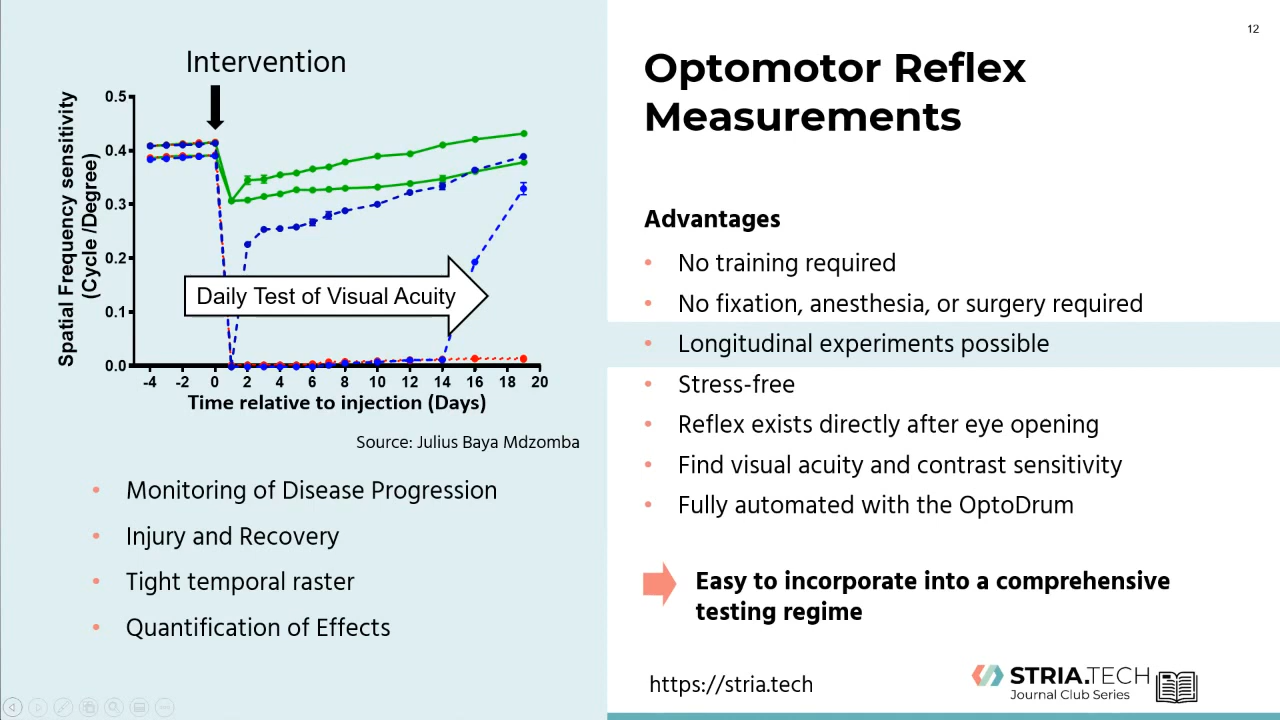 12
Intervention
0.5
0.4
0.3
0.2
0.1
0.0
Spatial Frequency sensitivity
(Cycle /Degree)
Daily Test of Visual Acuity
-4 -2 0 2 4 6 8 10 12 14 16 18 20
Time relative to injection (Days)
Source: Julius Baya Mdzomba
• Monitoring of Disease Progression
• Injury and Recovery
• Tight temporal raster
• Quantification of Effects
Optomotor Reflex
Measurements
Advantages
• No training required
• No fixation, anesthesia, or surgery required
• Longitudinal experiments possible
• Stress-free
• Reflex exists directly after eye opening
• Find visual acuity and contrast sensitivity
• Fully automated with the OptoDrum
Easy to incorporate into a comprehensive
testing regime
https://stria.tech
STRIA.TECH
Journal Club Series